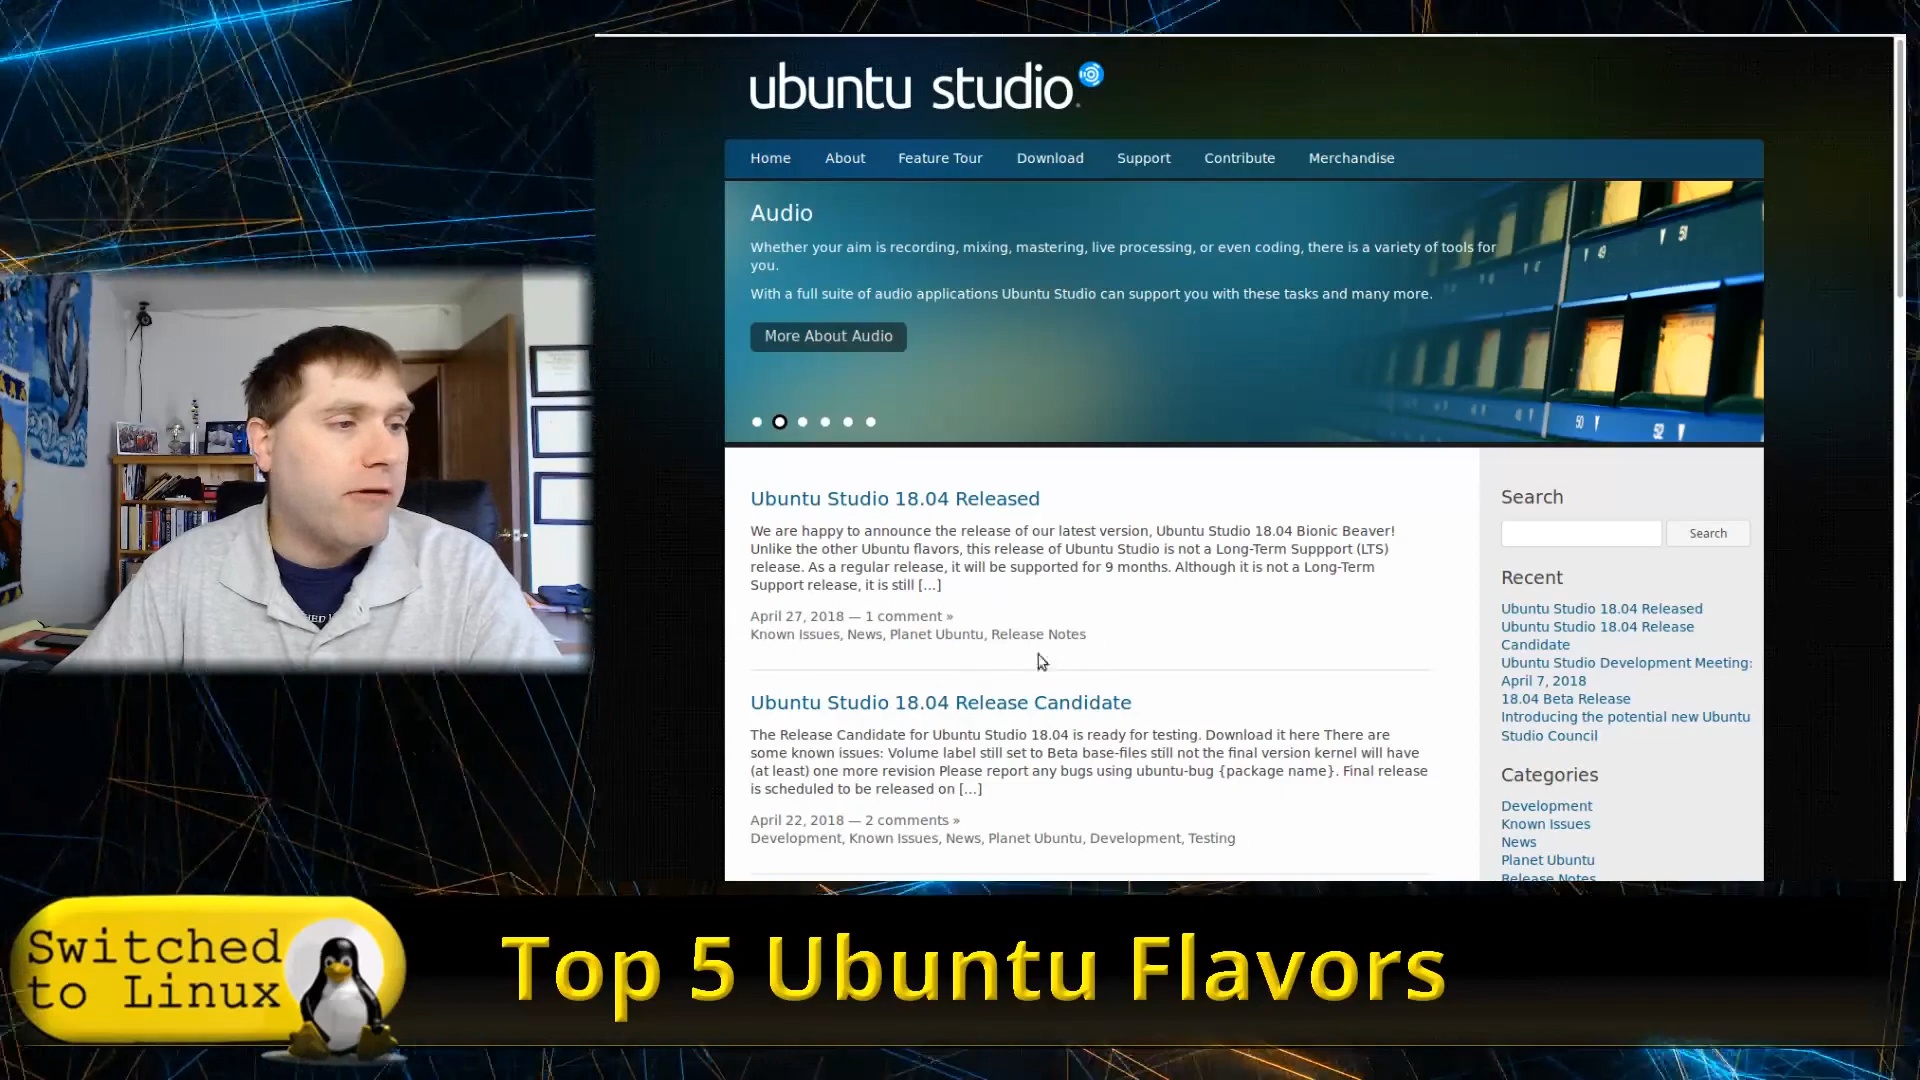 ubuntu studio
Home About Feature Tour Download Support Contribute Merchandise
Audio
Whether your aim is recording, mixing, mastering, live processing, or even coding, there is a variety of tools for
you.
With a full suite of audio applications Ubuntu Studio can support you with these tasks and many more.
More About Audio
51
49
47
50
52
Ubuntu Studio 18.04 Released
We are happy to announce the release of our latest version, Ubuntu Studio 18.04 Bionic Beaver!
Unlike the other Ubuntu flavors, this release of Ubuntu Studio is not a Long-Term Suppport (LTS)
release. As a regular release, it will be supported for 9 months. Although it is not a Long-Term
Support release, it is still [...]
April 27, 2018 — 1 comment »
Known Issues, News, Planet Ubuntu, Release Notes
Ubuntu Studio 18.04 Release Candidate
The Release Candidate for Ubuntu Studio 18.04 is ready for testing. Download it here There are
some known issues: Volume label still set to Beta base-files still not the final version kernel will have
(at least) one more revision Please report any bugs using ubuntu-bug {package name}. Final release
is scheduled to be released on [...]
April 22, 2018 — 2 comments »
Development, Known Issues, News, Planet Ubuntu, Development, Testing
Search
Search
Recent
Ubuntu Studio 18.04 Released
Ubuntu Studio 18.04 Release
Candidate
Ubuntu Studio Development Meeting:
April 7, 2018
18.04 Beta Release
Introducing the potential new Ubuntu
Studio Council
Categories
Development
Known Issues
News
Planet Ubuntu
Release Notes
Switched
to Linux
Top 5 Ubuntu Flavors